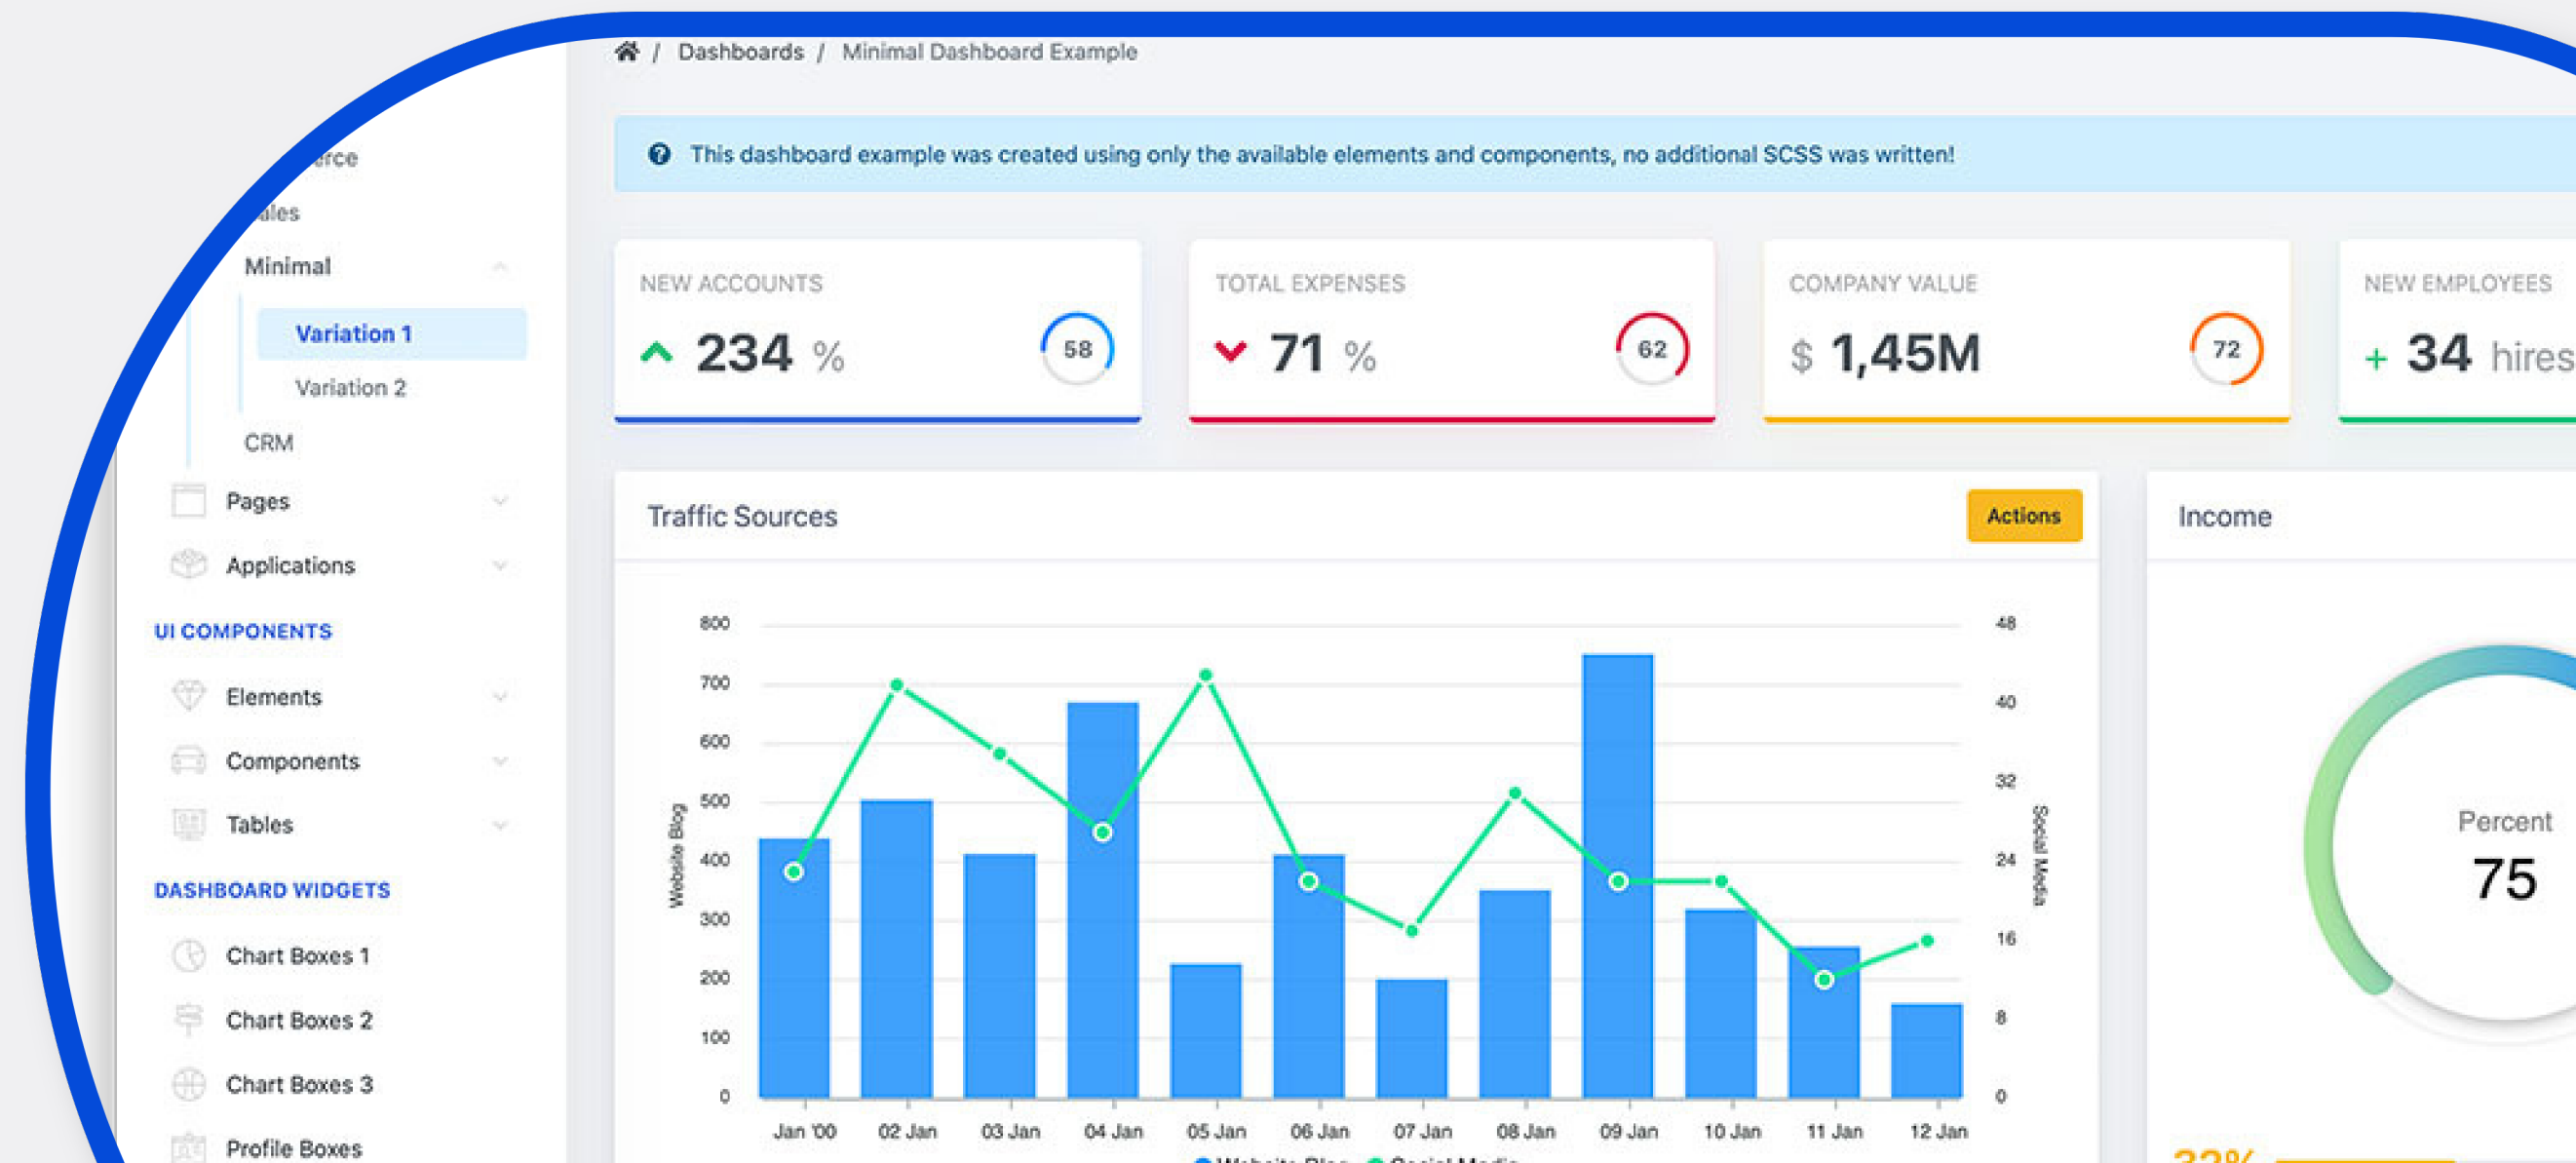 / Dashboards / Minimal Dashboard Example
This dashboard example was created using only the available elements and components, no additional SCSS was written!
Minimal
Variation 1
Variation 2
CRM
Pages
Applications
UI COMPONENTS
Elements
Components
Tables
DASHBOARD WIDGETS
Chart Boxes 1
Chart Boxes 2
Chart Boxes 3
Profile Boxes
NEW ACCOUNTS
234 %
58
TOTAL EXPENSES
71 %
62
COMPANY VALUE
$ 1,45M
72
NEW EMPLOYEES
+ 34 hires
Traffic Sources
Actions
800
700
600
500
400
300
200
100
0
Website Blog
48
40
32
24
16
8
0
Social Media
Jan '00 02 Jan 03 Jan 04 Jan 05 Jan 06 Jan 07 Jan 08 Jan 09 Jan 10 Jan 11 Jan 12 Jan
Website Blog Social Media
Income
Percent
75
32%